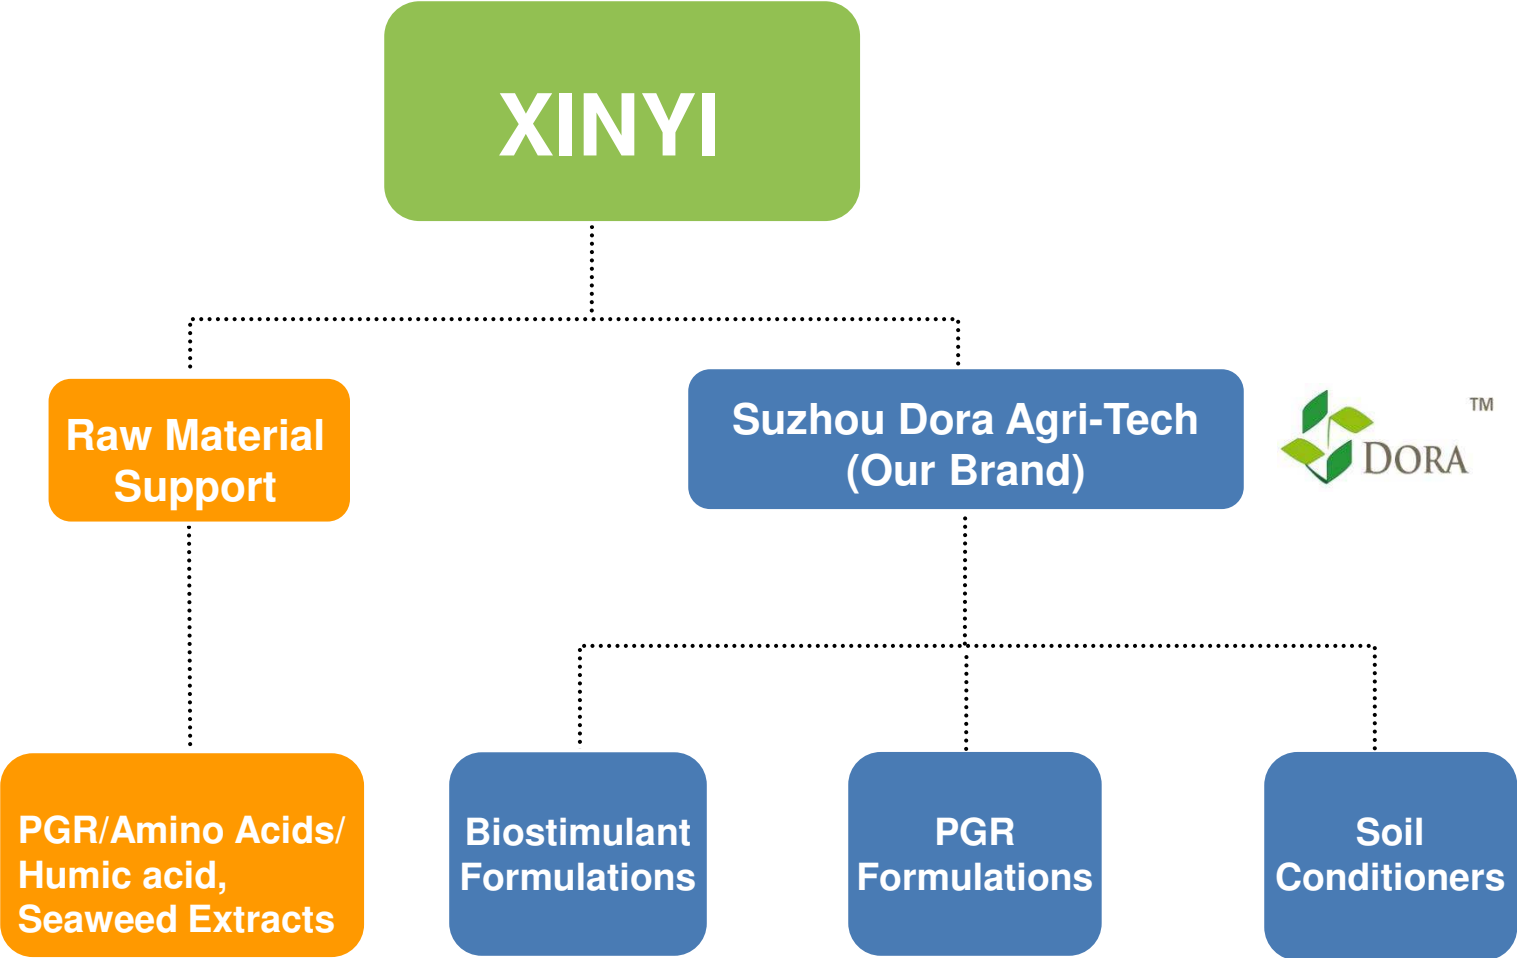 XINYI
Raw Material
Support
Suzhou Dora Agri-Tech
(Our Brand)
DORA
TM
PGR/Amino Acids/
Humic acid,
Seaweed Extracts
Biostimulant
Formulations
PGR
Formulations
Soil
Conditioners